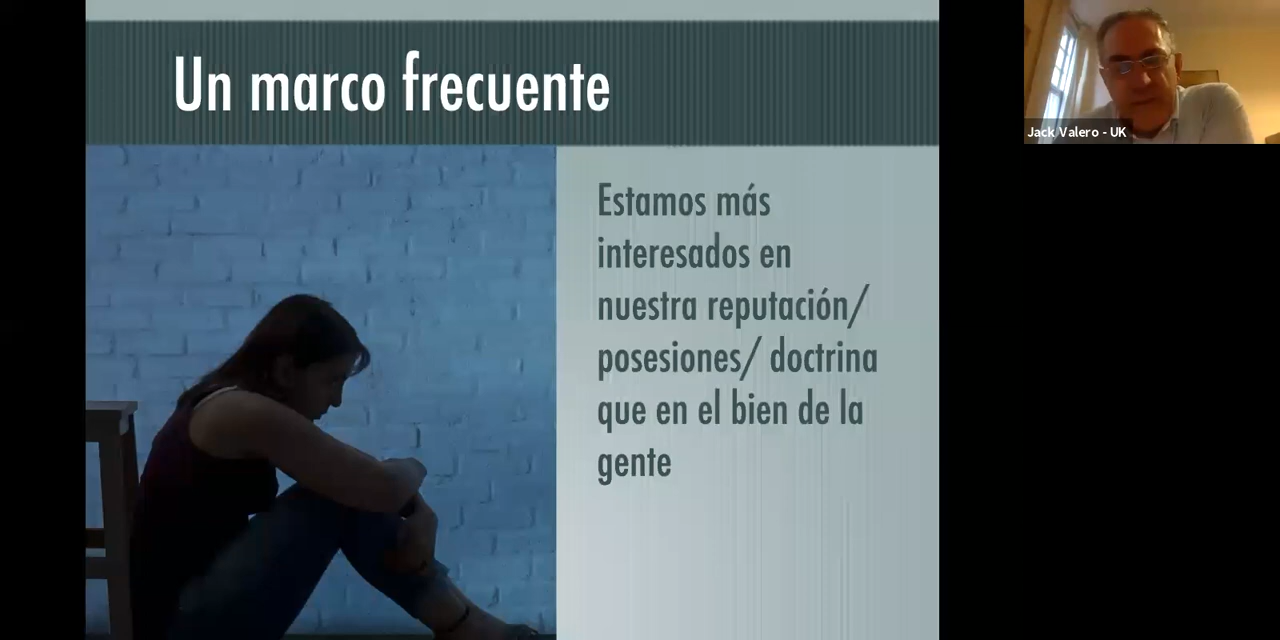 Un marco frecuente
Jack Valero - UK
Estamos más
interesados en
nuestra reputación/
posesiones/ doctrina
que en el bien de la
gente